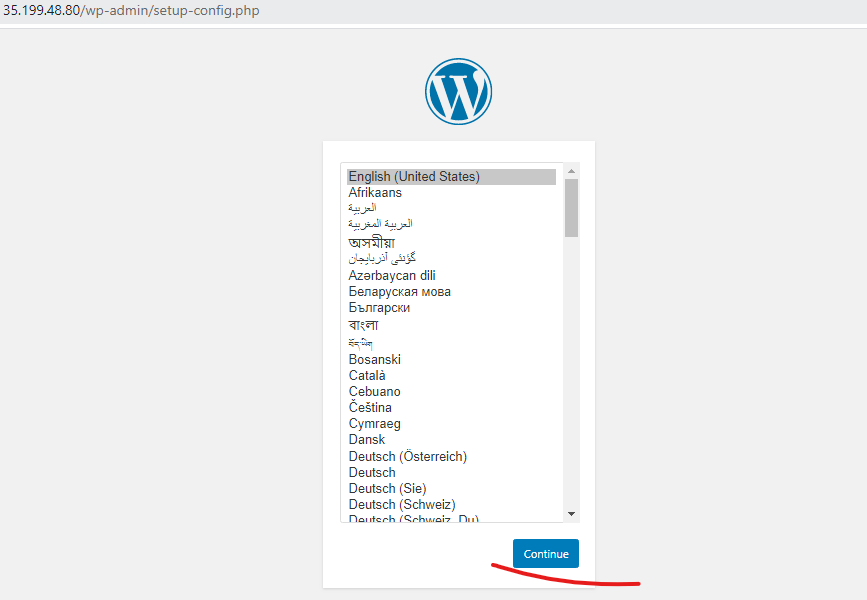 35.199.48.80/wp-admin/setup-config.php
W
English (United States)
Afrikaans
العربية
العربية المغربية
অসমীয়া
گؤنئی آذربایجان
Azərbaycan dili
Беларуская мова
Български
বাংলা
བོད་ཡིག
Bosanski
Català
Cebuano
Čeština
Cymraeg
Dansk
Deutsch (Österreich)
Deutsch
Deutsch (Sie)
Deutsch (Schweiz)
Deutsch (Schweiz, Du)
Continue